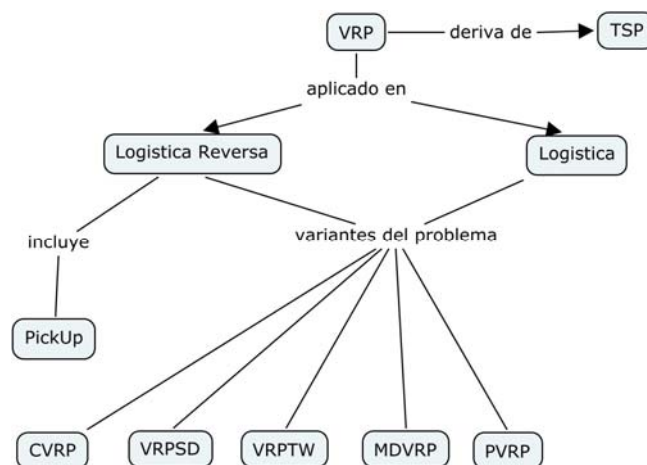 VRP
deriva de
TSP
aplicado en
Logistica Reversa
Logistica
incluye
variantes del problema
PickUp
CVRP
VRPSD
VRPTW
MDVRP
PVRP